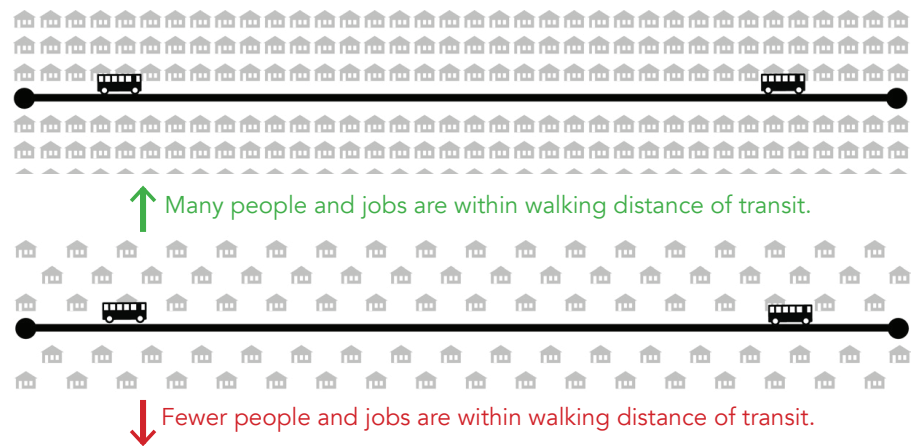 Many people and jobs are within walking distance of transit.
Fewer people and jobs are within walking distance of transit.